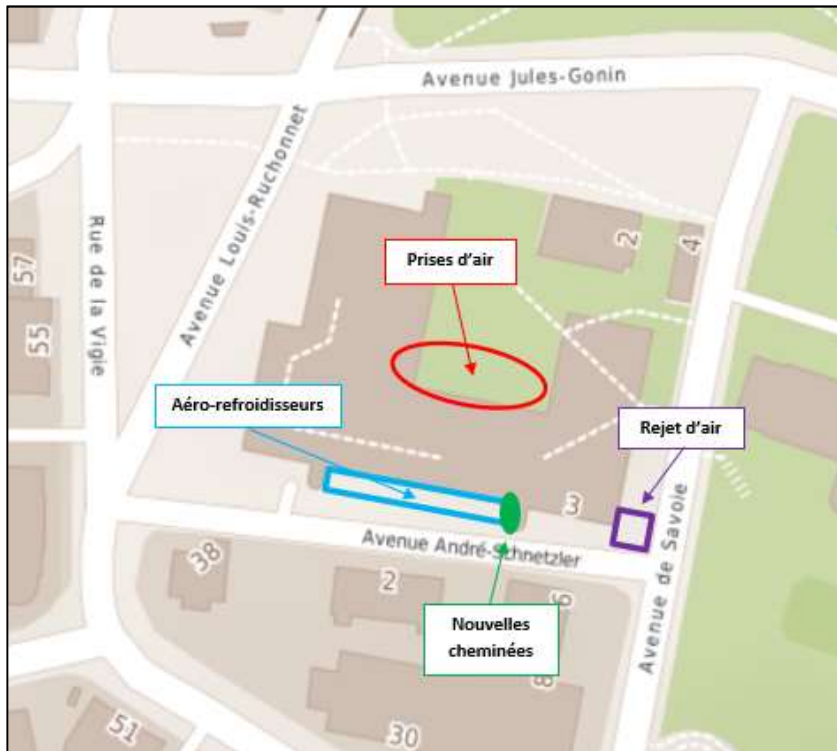 Avenue Jules-Gonin
Avenue Louis-Ruchonnet
Rue de la Vigie
57
55
2
4
Prises d'air
Aéro-refroidisseurs
Rejet d'air
3
Avenue André-Schnetzler
Avenue de Savoie
38
2
6
Nouvelles
cheminées
8
30
51